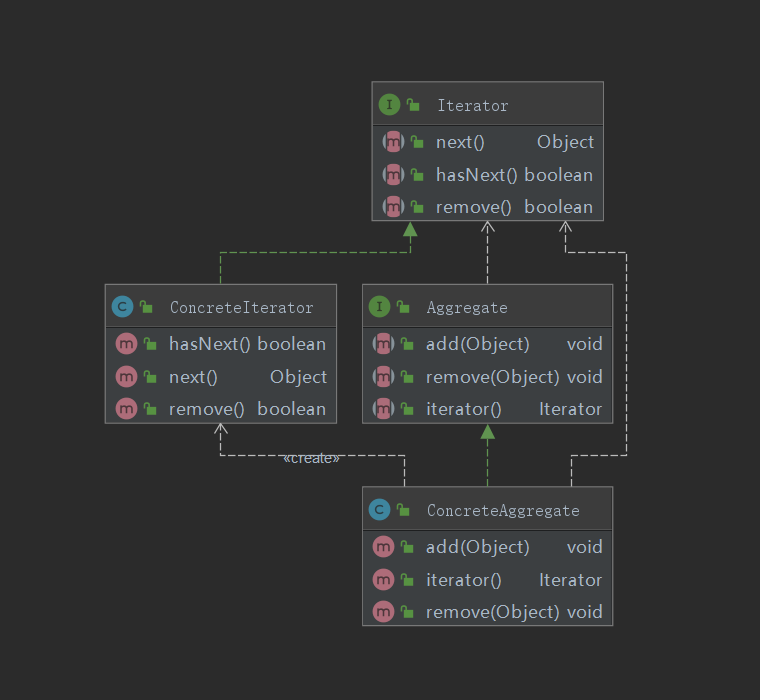 I Iterator
m next() Object
m hasNext() boolean
m remove() boolean
C ConcreteIterator
m hasNext() boolean
m next() Object
m remove() boolean
I Aggregate
m add(Object) void
m remove(Object) void
m iterator() Iterator
«create»
C ConcreteAggregate
m add(Object) void
m iterator() Iterator
m remove(Object) void